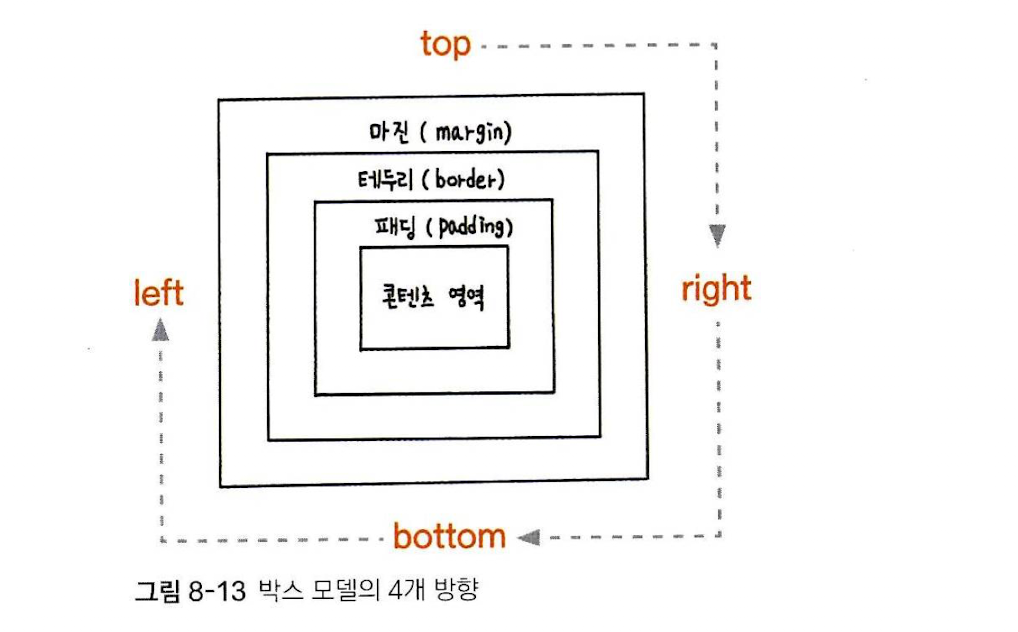 top
마진 ( margin)
테두리 ( border)
패딩 ( padding)
left
콘텐츠 영역
right
bottom
그림 8-13 박스 모델의 4개 방향